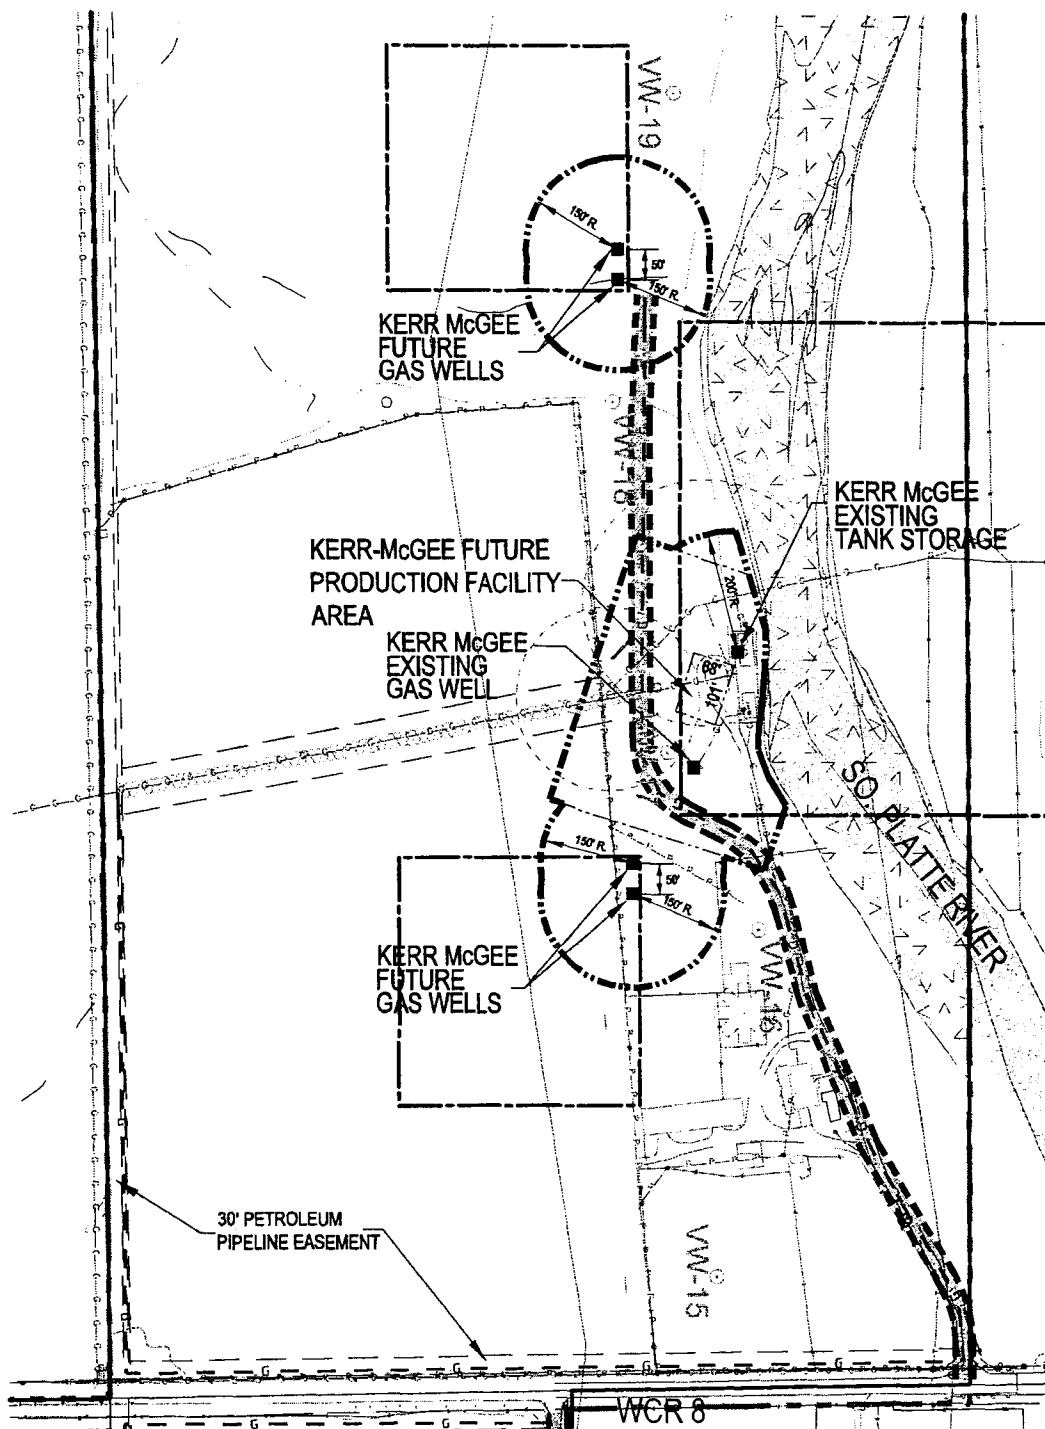 VW-19
150' R.
50'
150' R.
KERR McGEE
FUTURE
GAS WELLS
VW-18
KERR McGEE
EXISTING
TANK STORAGE
KERR-McGEE FUTURE
PRODUCTION FACILITY
AREA
200' R.
KERR McGEE
EXISTING
GAS WELL
68'
101'
SO. PLATTE RIVER
150' R.
50'
150' R.
KERR McGEE
FUTURE
GAS WELLS
VW-16
30' PETROLEUM
PIPELINE EASEMENT
VW-15
G G G G
WCR 8
G G G